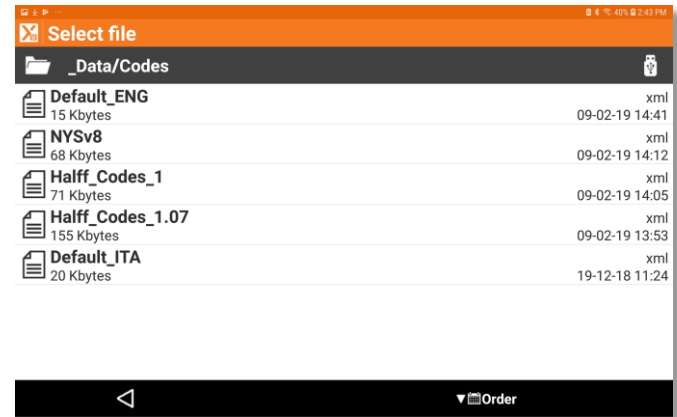 40% 2:43 PM
Select file
_Data/Codes
Default_ENG xml
15 Kbytes 09-02-19 14:41
NYSv8 xml
68 Kbytes 09-02-19 14:12
Halff_Codes_1 xml
71 Kbytes 09-02-19 14:05
Halff_Codes_1.07 xml
155 Kbytes 09-02-19 13:53
Default_ITA xml
20 Kbytes 19-12-18 11:24
▼Order